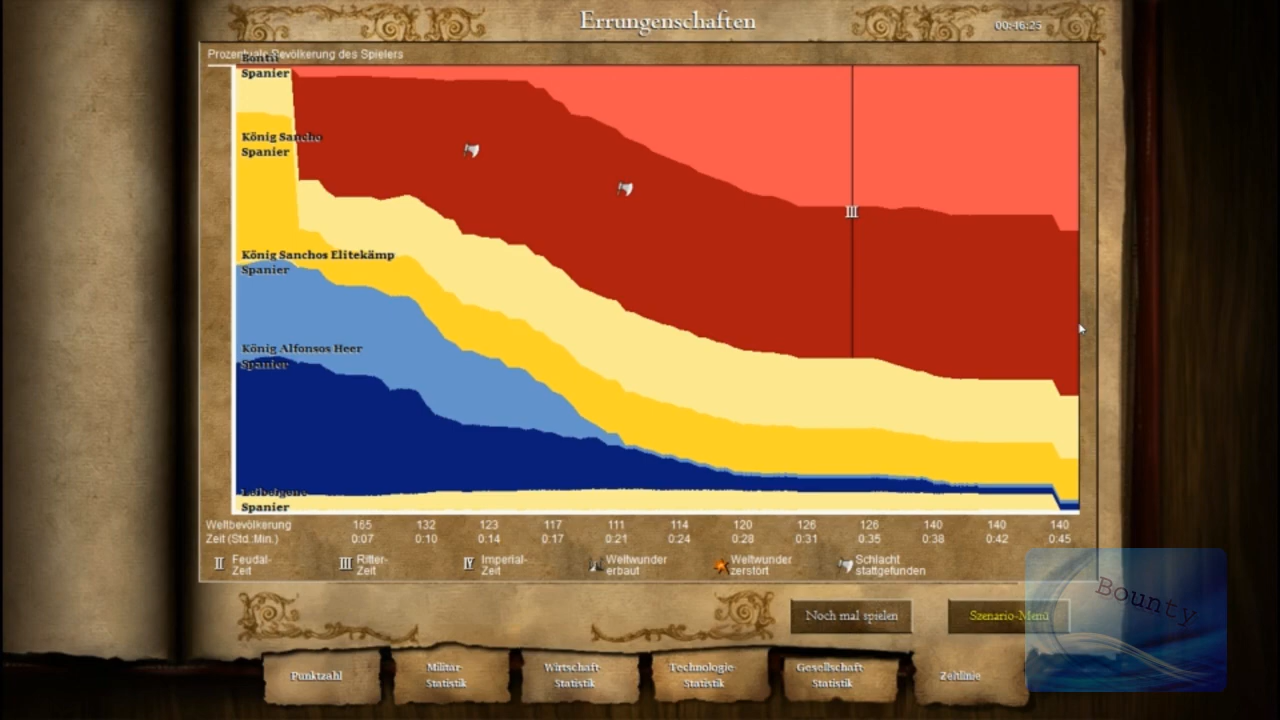 Errungenschaften
00:46:25
Prozentuale Bevölkerung des Spielers
Spanier
König Sancho
Spanier
König Sanchos Elitekämp
Spanier
König Alfonsos Heer
Spanier
Leibeigene
Spanier
Weltbevölkerung 165 132 123 117 111 114 120 126 126 140 140 140
Zeit (Std.:Min.) 0:07 0:10 0:14 0:17 0:21 0:24 0:28 0:31 0:35 0:38 0:42 0:45
II Feudal-
Zeit
III Ritter-
Zeit
IV Imperial-
Zeit
Weltwunder
erbaut
Weltwunder
zerstört
Schlacht
stattgefunden
III
Noch mal spielen
Szenario-Menü
Bounty
Punktzahl
Militär-
Statistik
Wirtschaft-
Statistik
Technologie-
Statistik
Gesellschaft-
Statistik
Zeitlinie